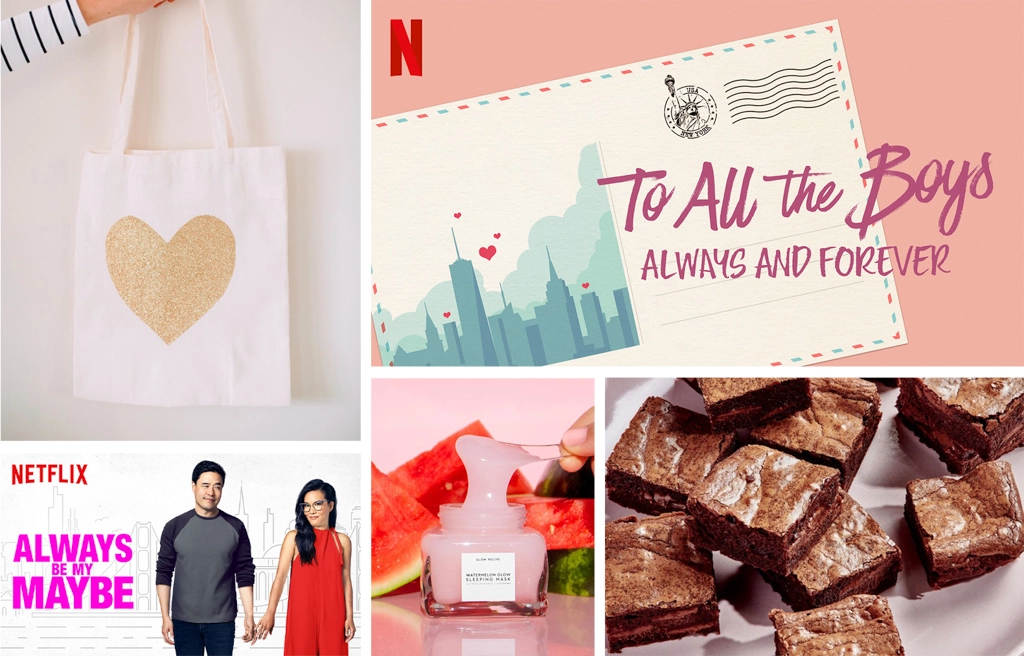 N
USA
NEW YORK
To All the Boys
ALWAYS AND FOREVER
NETFLIX
ALWAYS
BE MY
MAYBE
GLOW RECIPE
WATERMELON GLOW
SLEEPING MASK